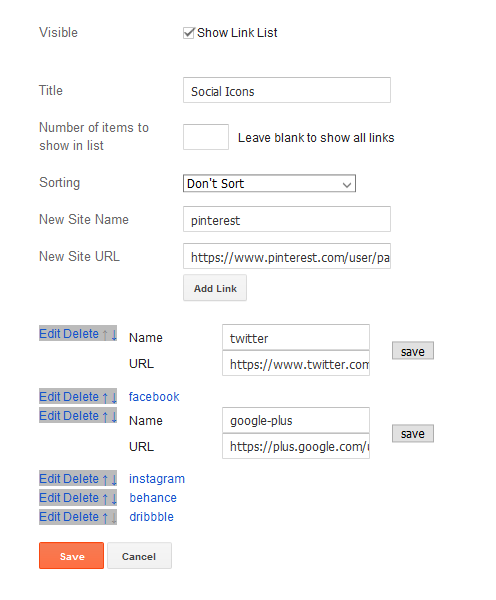 Visible Show Link List
Title Social Icons
Number of items to
show in list Leave blank to show all links
Sorting Don't Sort
New Site Name pinterest
New Site URL https://www.pinterest.com/user/pa
Add Link
Edit Delete ↑ ↓ Name twitter
save
URL https://www.twitter.com
Edit Delete ↑ ↓ facebook
Edit Delete ↑ ↓ Name google-plus
save
URL https://plus.google.com/
Edit Delete ↑ ↓ instagram
Edit Delete ↑ ↓ behance
Edit Delete ↑ ↓ dribbble
Save Cancel